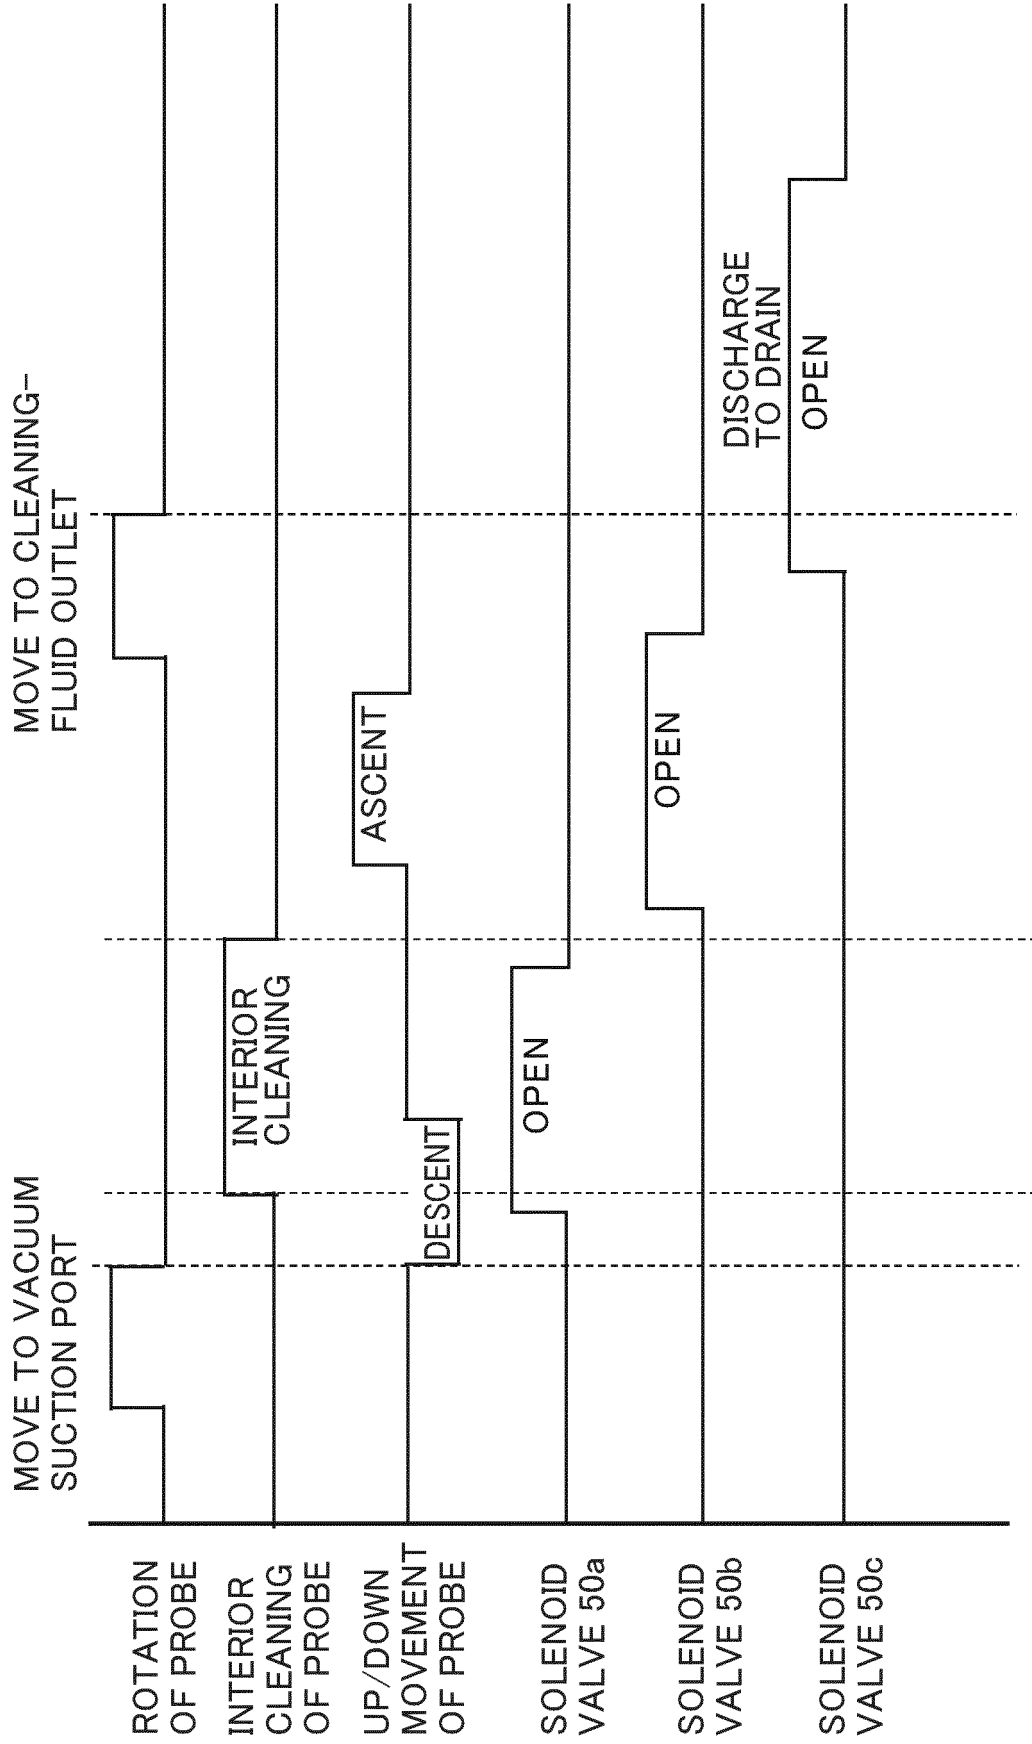 MOVE TO VACUUM
SUCTION PORT
MOVE TO CLEANING-
FLUID OUTLET
ROTATION
OF PROBE
INTERIOR
CLEANING
OF PROBE
INTERIOR
CLEANING
UP/DOWN
MOVEMENT
OF PROBE
DESCENT
ASCENT
SOLENOID
VALVE 50a
OPEN
SOLENOID
VALVE 50b
OPEN
DISCHARGE
TO DRAIN
SOLENOID
VALVE 50c
OPEN